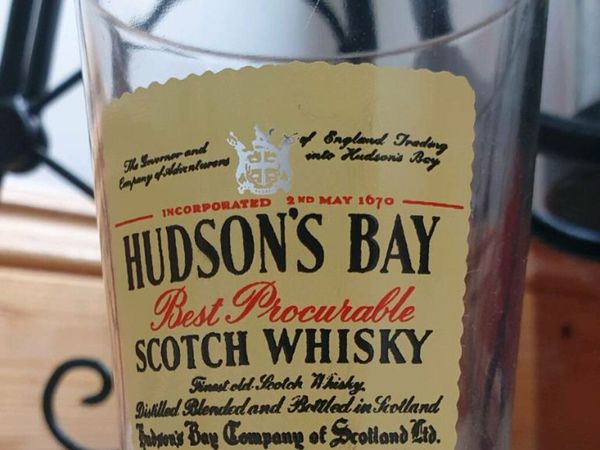 The Governor and of England Trading
Company of Adventurers into Hudson's Bay
INCORPORATED 2ND MAY 1670
HUDSON'S BAY
Best Procurable
SCOTCH WHISKY
Finest old Scotch Whisky,
Distilled Blended and Bottled in Scotland
Hudson's Bay Company of Scotland Ltd.